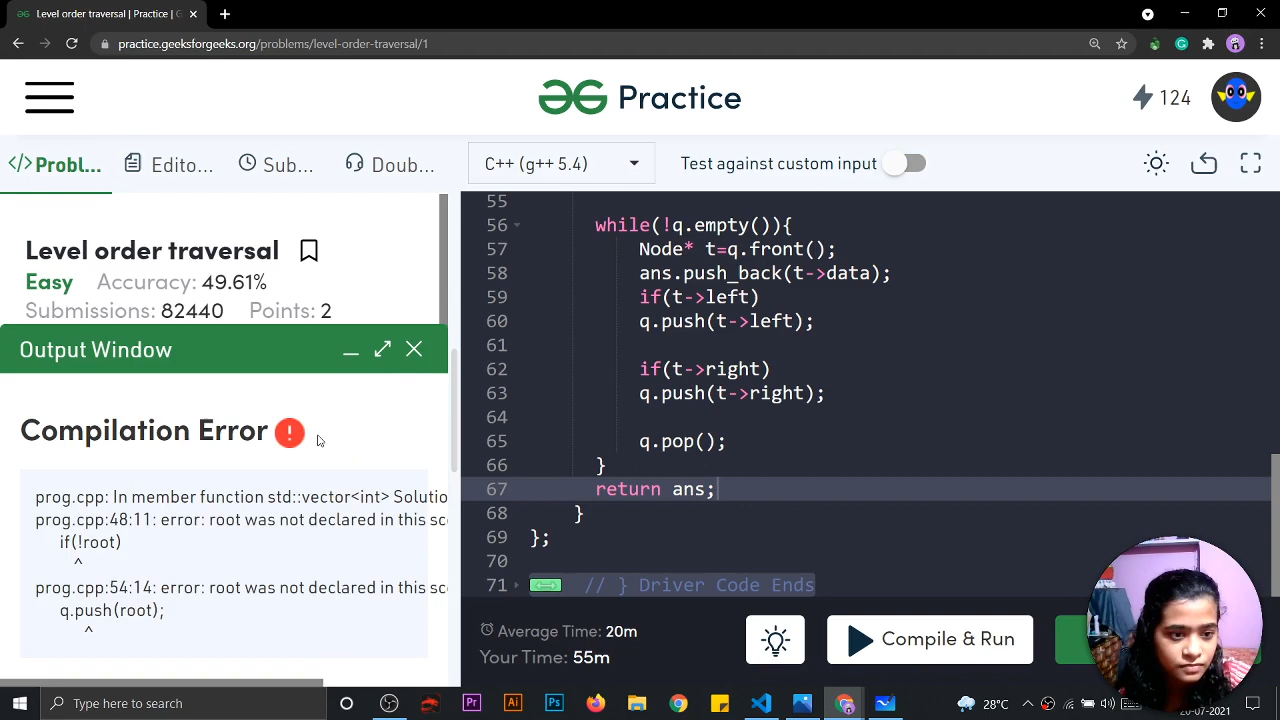 Level order traversal | Practice | G
practice.geeksforgeeks.org/problems/level-order-traversal/1
Practice
124
</> Probl...
Edito...
Sub...
Doub...
C++ (g++ 5.4)
Test against custom input
Level order traversal
Easy Accuracy: 49.61%
Submissions: 82440 Points: 2
Output Window
Compilation Error
prog.cpp: In member function std::vector<int> Solutio
prog.cpp:48:11: error: root was not declared in this sc
if(!root)
^
prog.cpp:54:14: error: root was not declared in this sc
q.push(root);
^
55
56 while(!q.empty()){
57 Node* t=q.front();
58 ans.push_back(t->data);
59 if(t->left)
60 q.push(t->left);
61
62 if(t->right)
63 q.push(t->right);
64
65 q.pop();
66 }
67 return ans;
68 }
69 };
70
71 // } Driver Code Ends
Average Time: 20m
Your Time: 55m
Compile & Run
Type here to search
28°C
20-07-2021